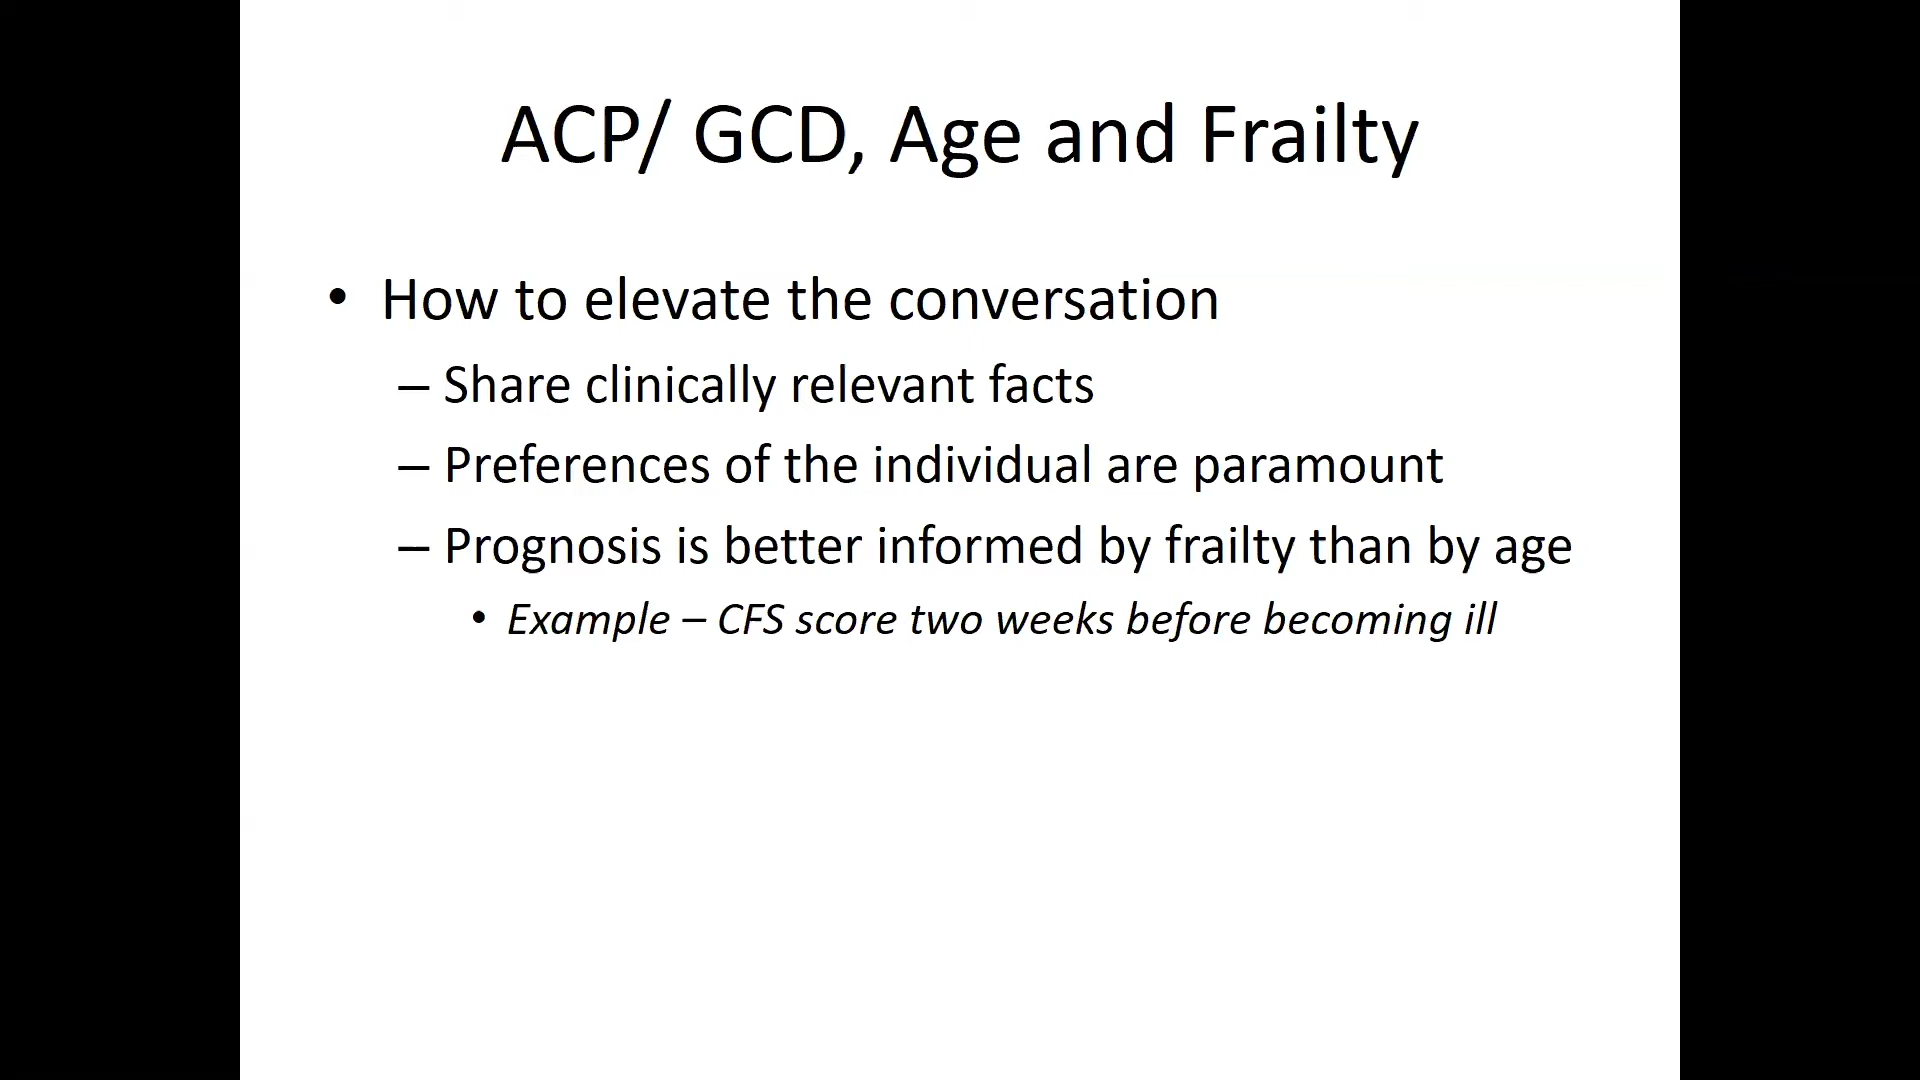 ACP/ GCD, Age and Frailty
• How to elevate the conversation
– Share clinically relevant facts
– Preferences of the individual are paramount
– Prognosis is better informed by frailty than by age
• Example – CFS score two weeks before becoming ill